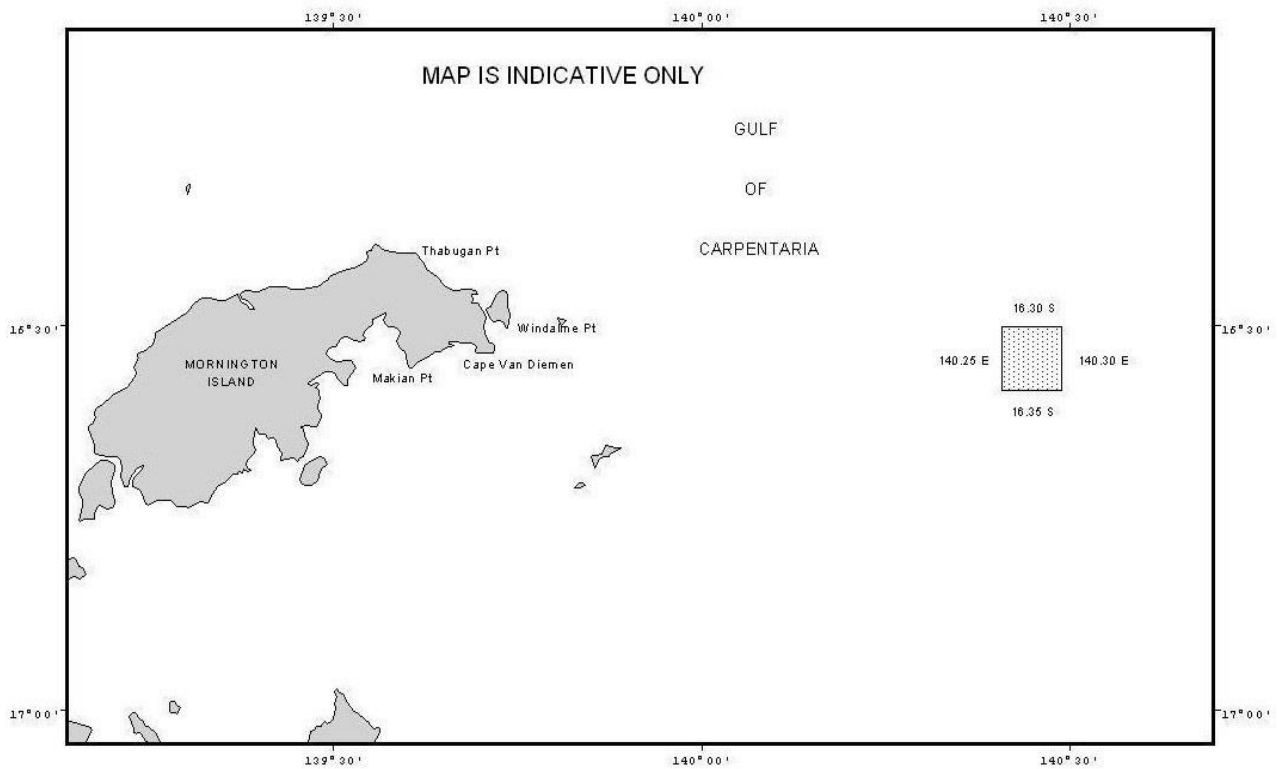 139°30'
140°00'
140°30'
MAP IS INDICATIVE ONLY
GULF
OF
CARPENTARIA
Thabugan Pt
16.30 S
16°30'
Windarme Pt
16°30'
MORNINGTON
ISLAND
Makian Pt
Cape Van Diemen
140.25 E
140.30 E
16.35 S
17°00'
17°00'
139°30'
140°00'
140°30'